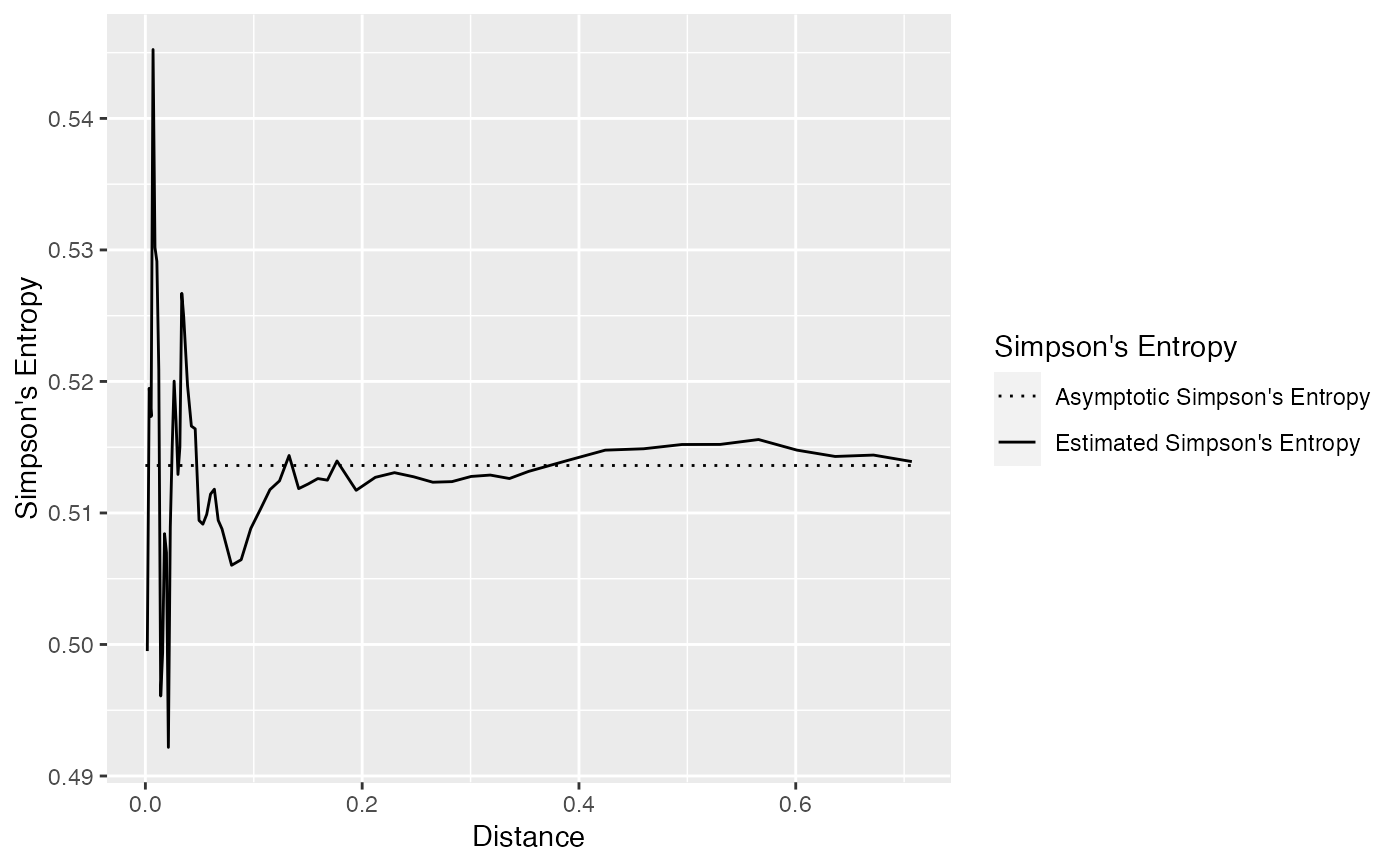 0.54
0.53
0.52
0.51
0.50
0.49
Simpson's Entropy
0.0 0.2 0.4 0.6
Distance
Simpson's Entropy
Asymptotic Simpson's Entropy
Estimated Simpson's Entropy